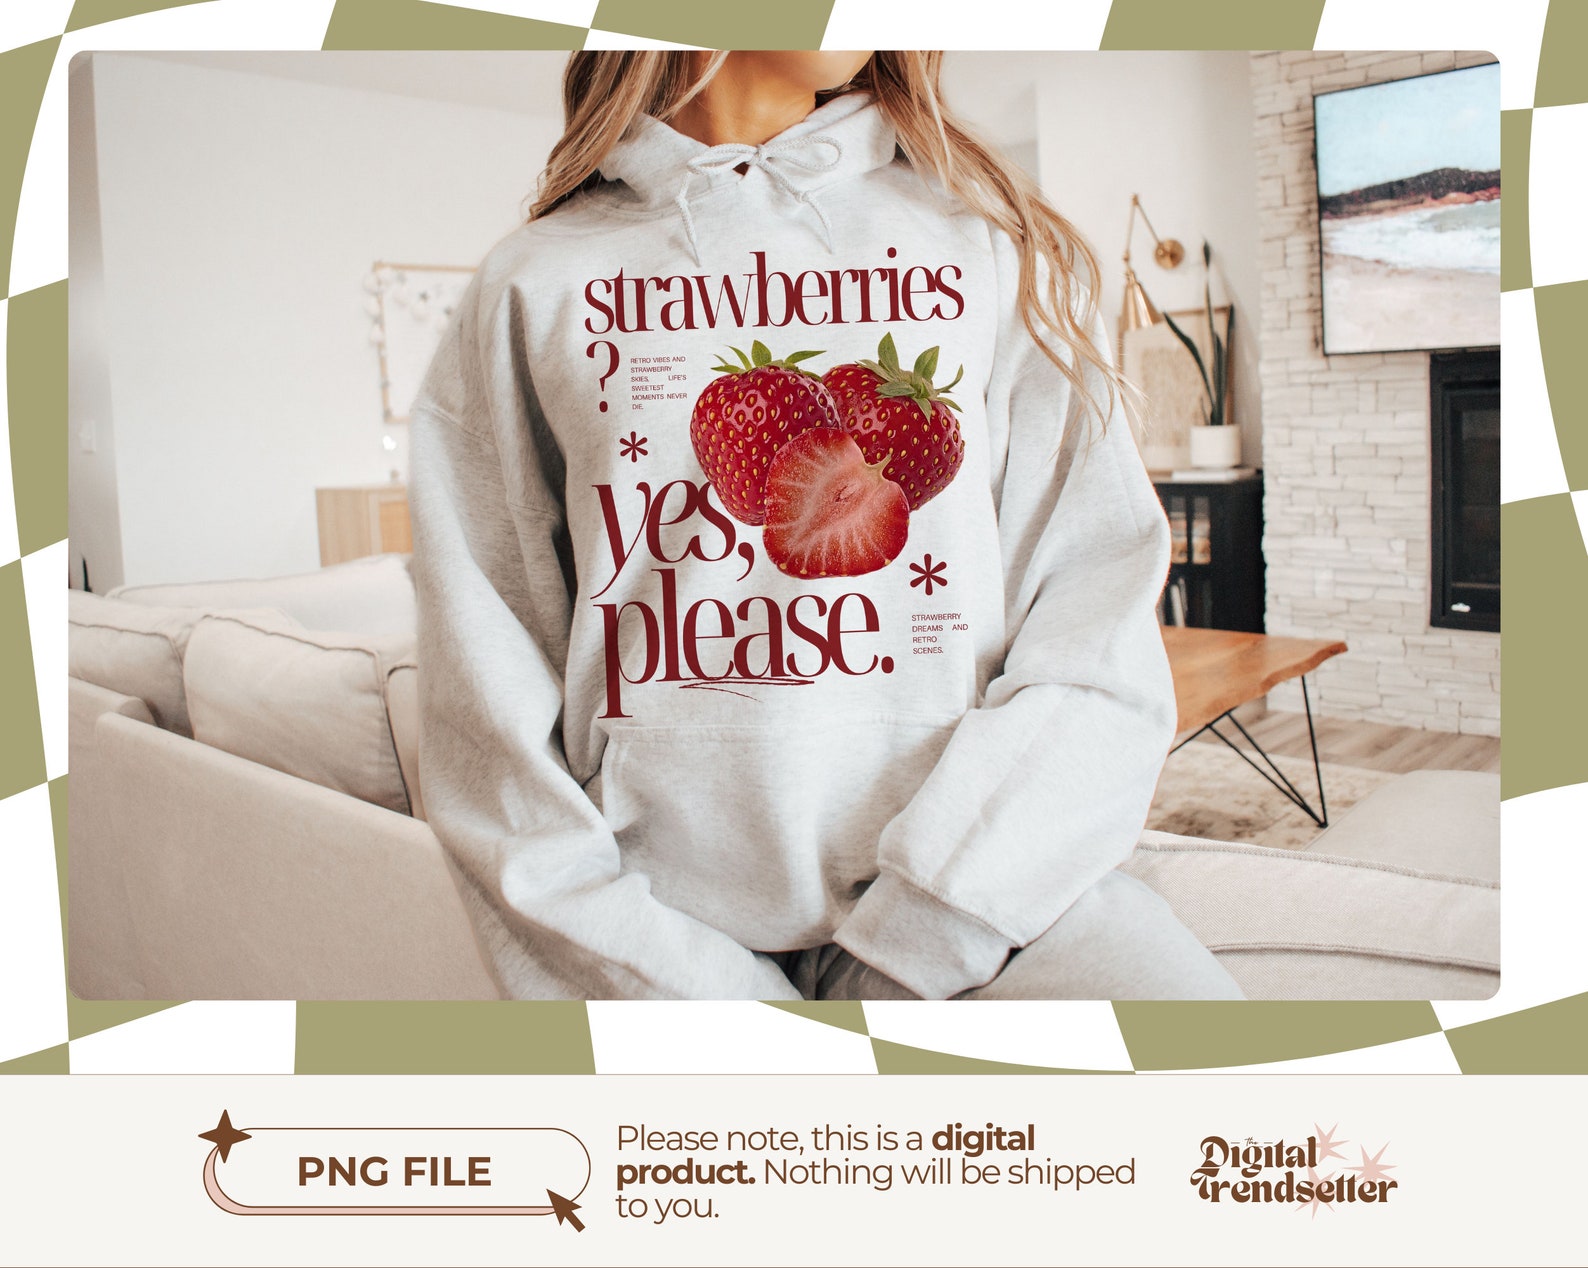 strawberries
?
RETRO VIBES AND
STRAWBERRY
SKIES, LIFE'S
SWEETEST
MOMENTS NEVER
DIE.
*
yes,
please.
*
STRAWBERRY
DREAMS AND
RETRO
SCENES.
PNG FILE
Please note, this is a digital
product. Nothing will be shipped
to you.
the
Digital
Trendsetter